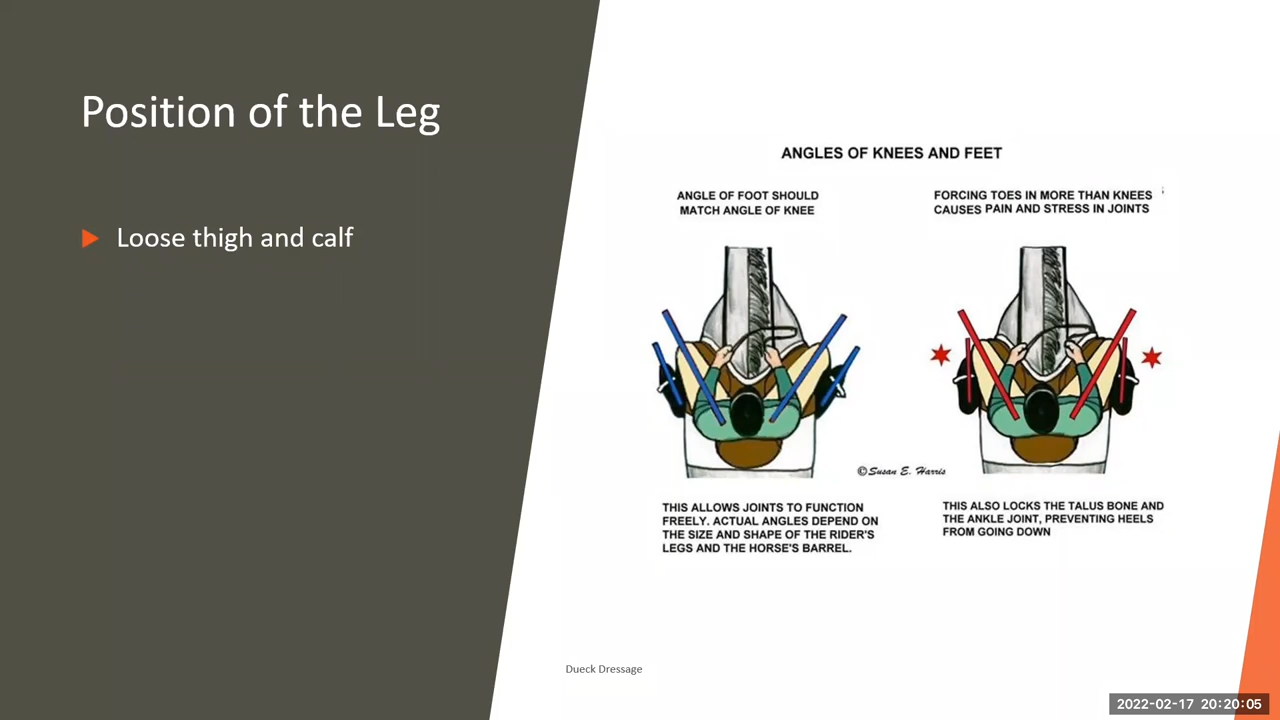 Position of the Leg
Loose thigh and calf
ANGLES OF KNEES AND FEET
ANGLE OF FOOT SHOULD
MATCH ANGLE OF KNEE
FORCING TOES IN MORE THAN KNEES
CAUSES PAIN AND STRESS IN JOINTS
©Susan E. Harris
THIS ALLOWS JOINTS TO FUNCTION
FREELY. ACTUAL ANGLES DEPEND ON
THE SIZE AND SHAPE OF THE RIDER'S
LEGS AND THE HORSE'S BARREL.
THIS ALSO LOCKS THE TALUS BONE AND
THE ANKLE JOINT, PREVENTING HEELS
FROM GOING DOWN
Dueck Dressage
2022-02-17 20:20:05